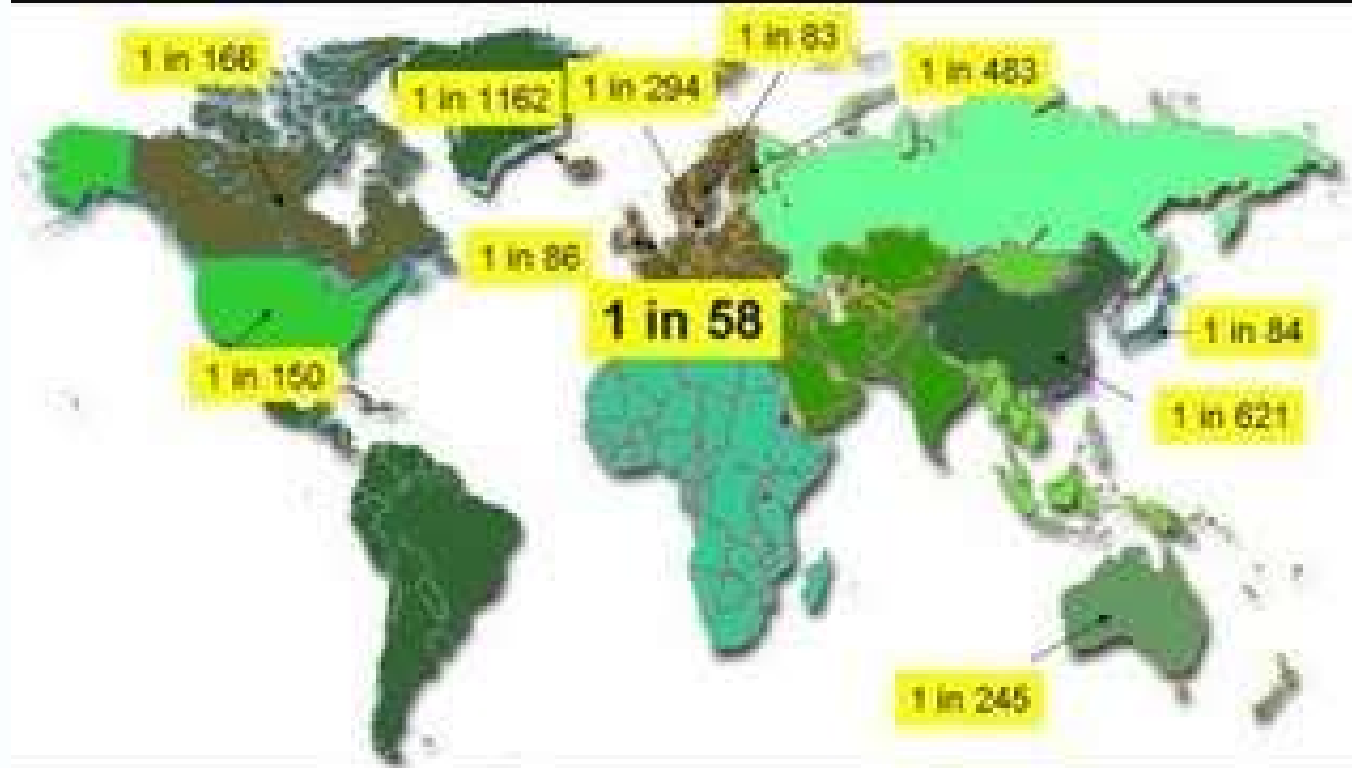 1 in 83
1 in 166
1 in 483
1 in 1162
1 in 294
1 in 86
1 in 58
1 in 84
1 in 150
1 in 621
1 in 245